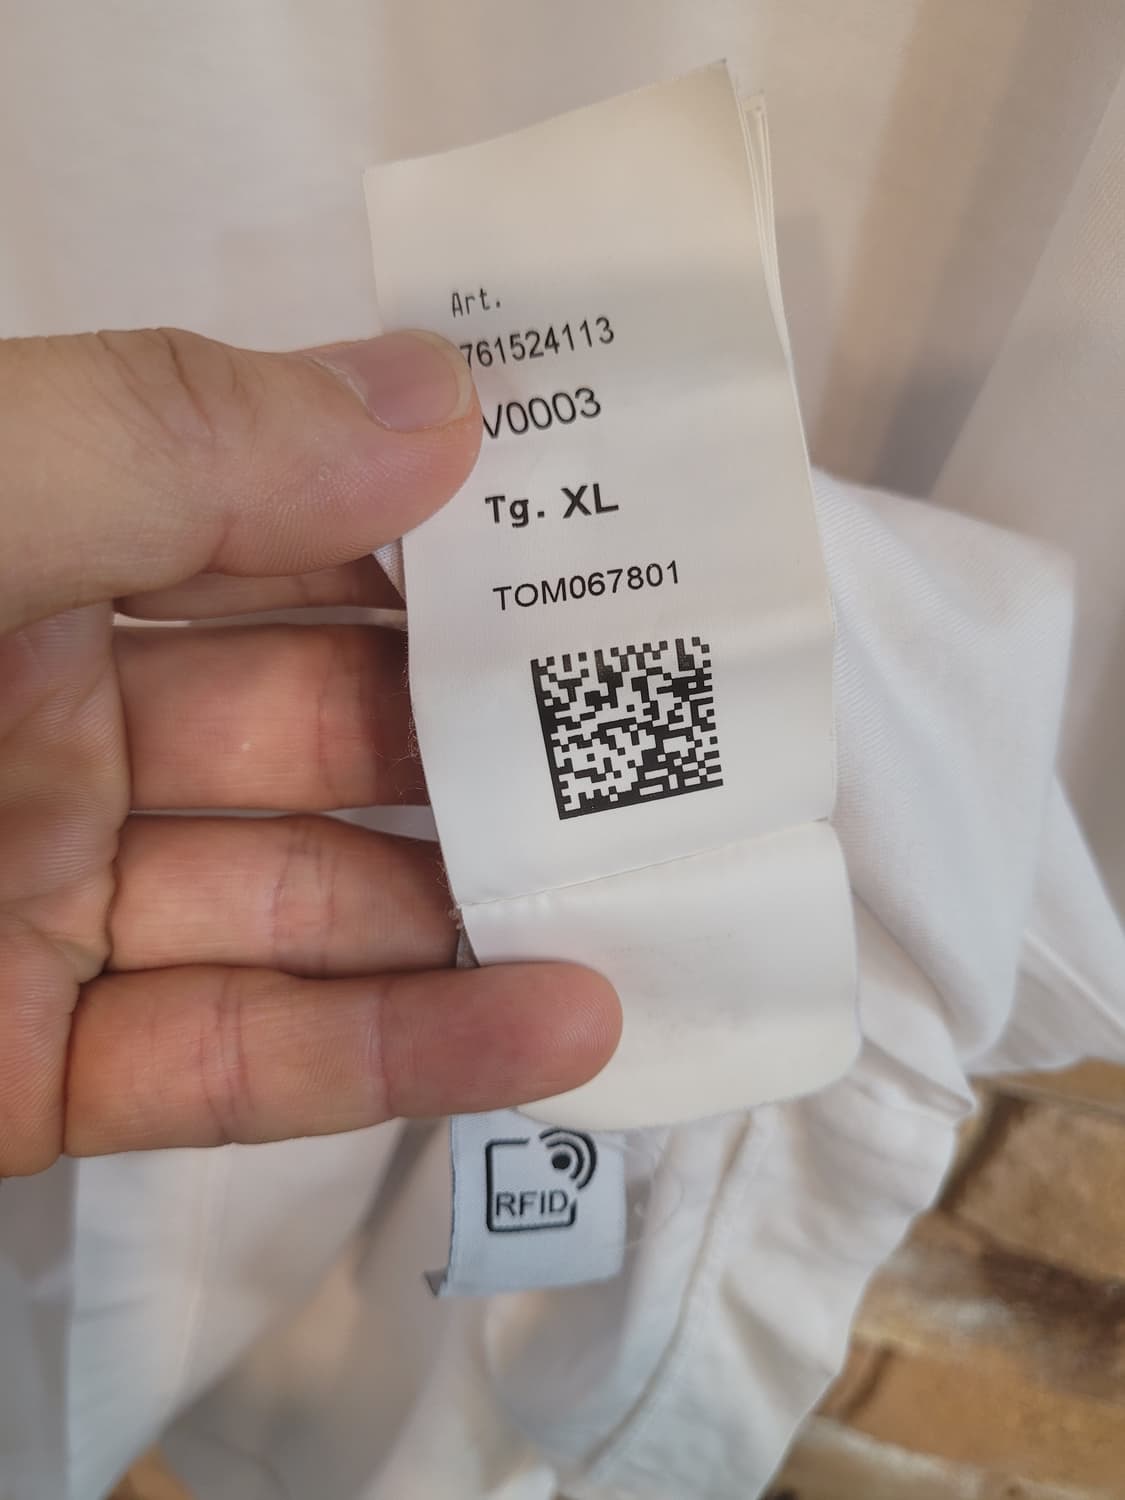 Art.
761524113
V0003
Tg. XL
TOM067801
RFID